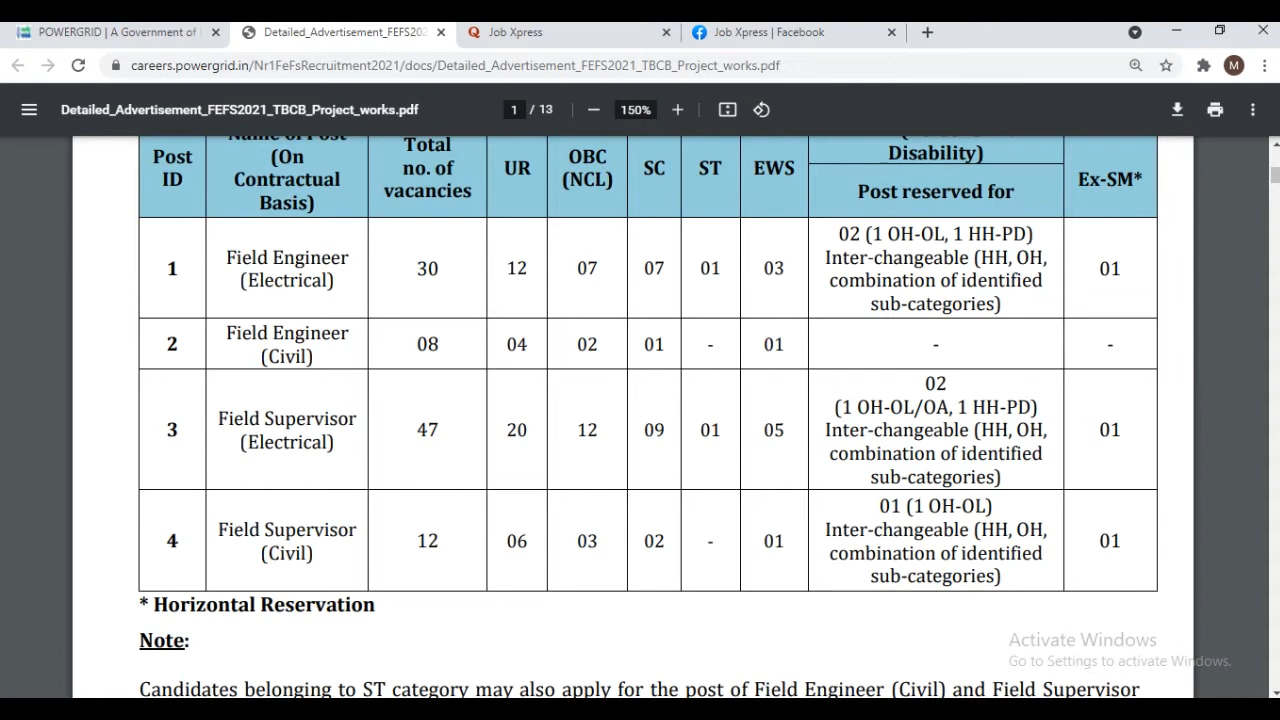 POWERGRID | A Government of
Detailed_Advertisement_FEFS202
Job Xpress
Job Xpress | Facebook
careers.powergrid.in/Nr1FeFsRecruitment2021/docs/Detailed_Advertisement_FEFS2021_TBCB_Project_works.pdf
M
Detailed_Advertisement_FEFS2021_TBCB_Project_works.pdf
1 / 13
150%
Post
ID
Name of Post
(On
Contractual
Basis)
Total
no. of
vacancies
UR
OBC
(NCL)
SC
ST
EWS
Disability)
Post reserved for
Ex-SM*
1
Field Engineer
(Electrical)
30
12
07
07
01
03
02 (1 OH-OL, 1 HH-PD)
Inter-changeable (HH, OH,
combination of identified
sub-categories)
01
2
Field Engineer
(Civil)
08
04
02
01
-
01
-
-
3
Field Supervisor
(Electrical)
47
20
12
09
01
05
02
(1 OH-OL/OA, 1 HH-PD)
Inter-changeable (HH, OH,
combination of identified
sub-categories)
01
4
Field Supervisor
(Civil)
12
06
03
02
-
01
01 (1 OH-OL)
Inter-changeable (HH, OH,
combination of identified
sub-categories)
01
* Horizontal Reservation
Note:
Activate Windows
Go to Settings to activate Windows.
Candidates belonging to ST category may also apply for the post of Field Engineer (Civil) and Field Supervisor